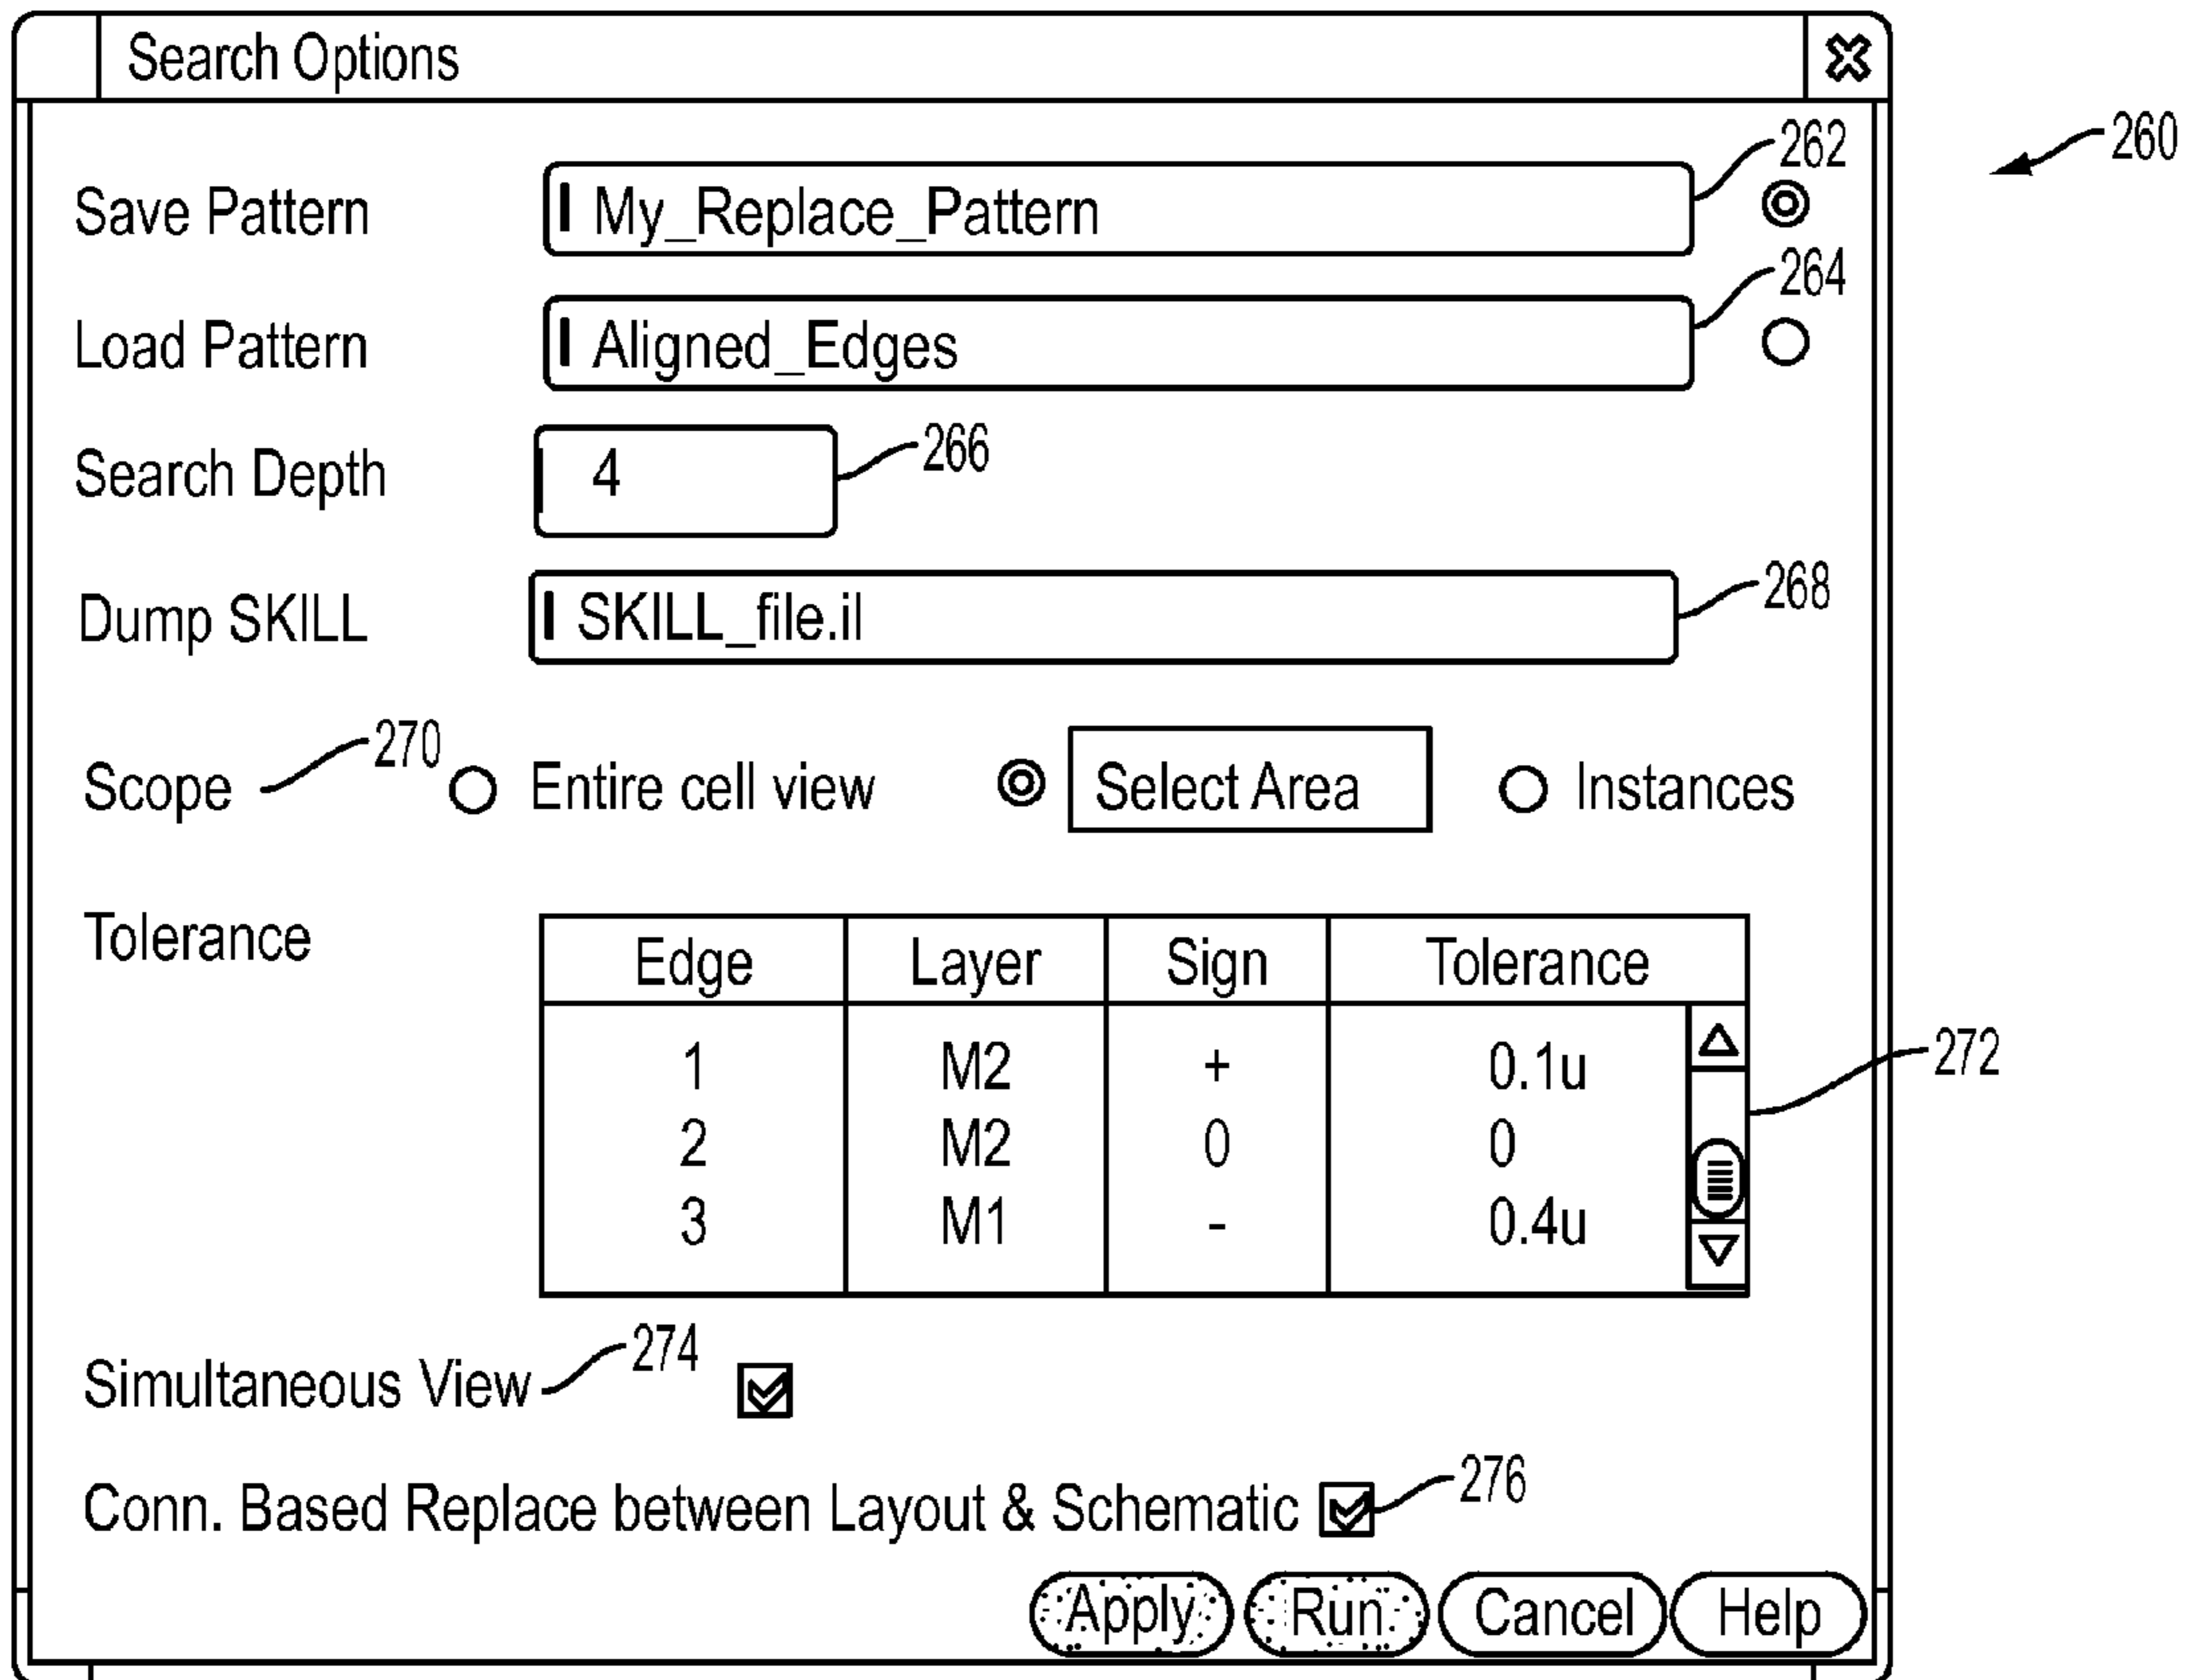 Search Options
260
262
Save Pattern My_Replace_Pattern
264
Load Pattern Aligned_Edges
Search Depth 4 266
Dump SKILL SKILL_file.il 268
Scope 270 Entire cell view Select Area Instances
Tolerance
Edge Layer Sign Tolerance
1 M2 + 0.1u
2 M2 0 0
3 M1 - 0.4u
272
Simultaneous View 274
Conn. Based Replace between Layout & Schematic 276
Apply Run Cancel Help